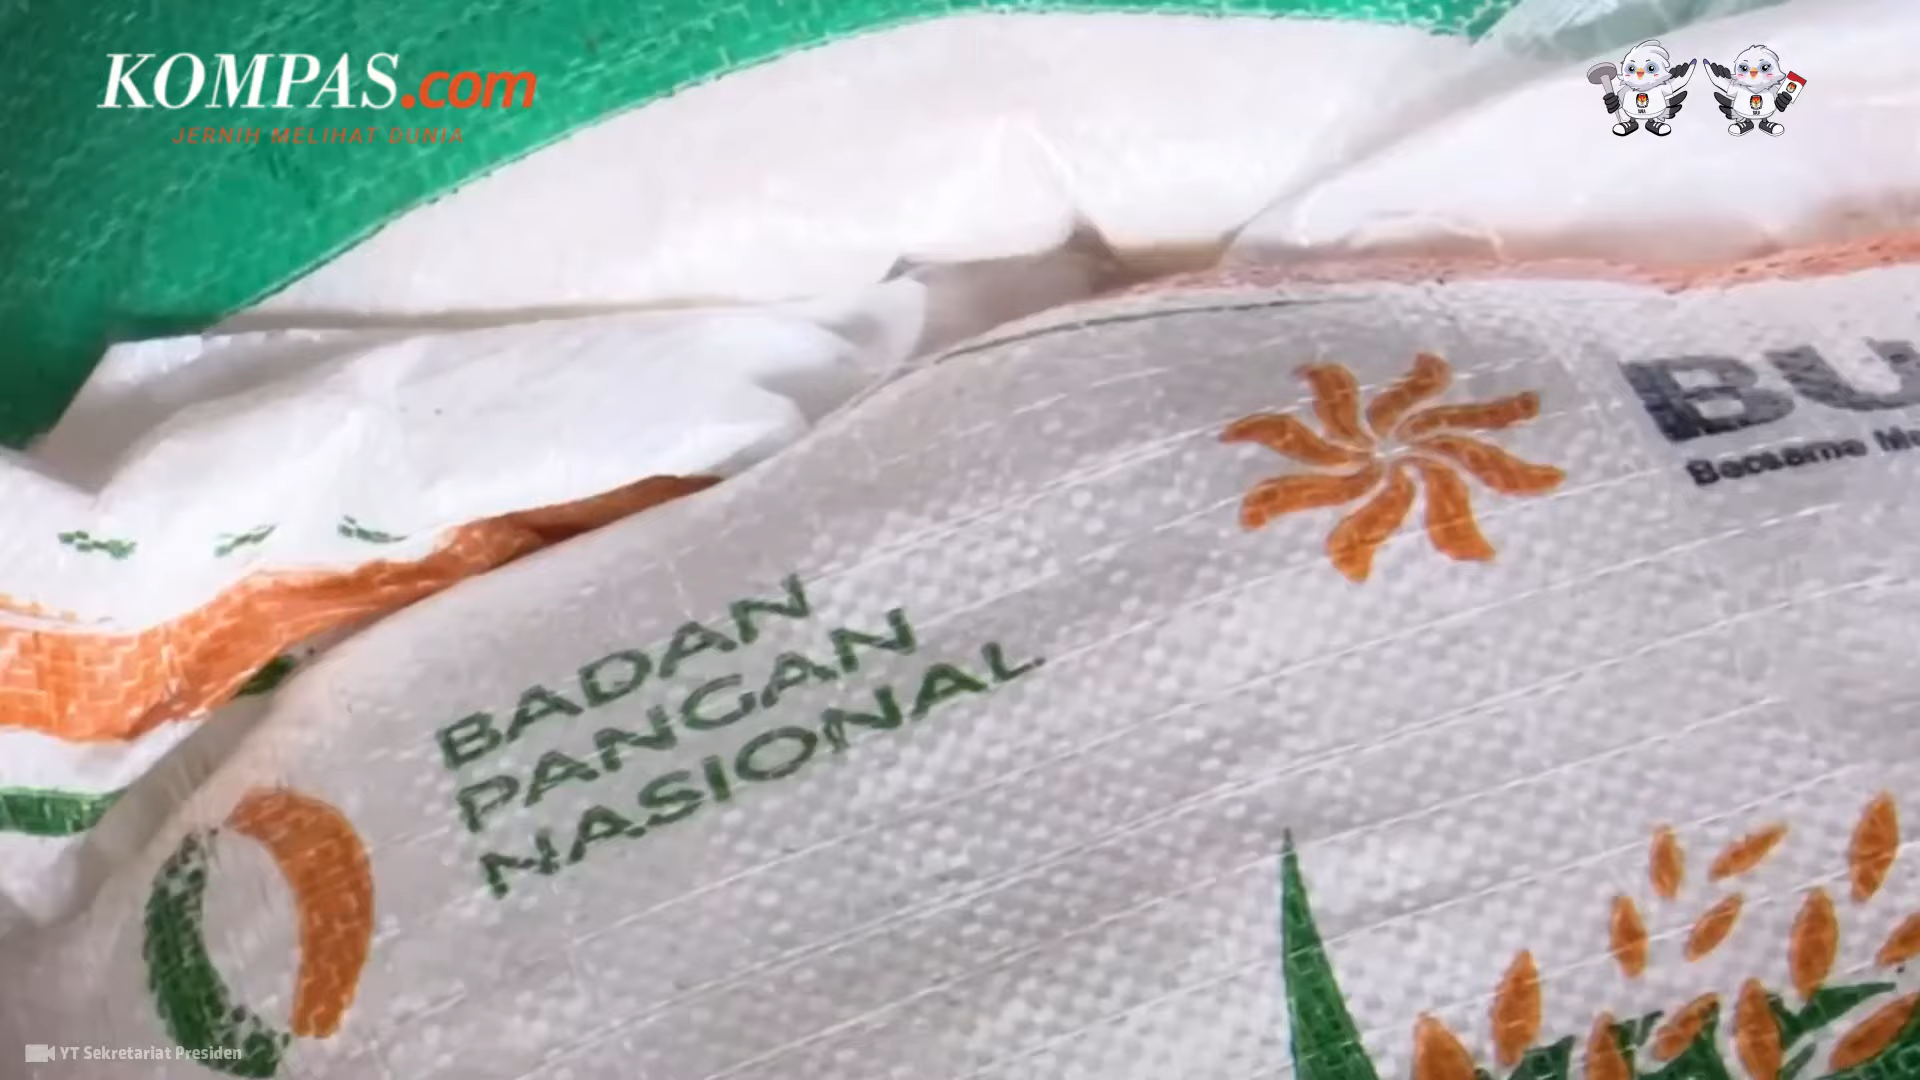 KOMPAS.com
JERNIH MELIHAT DUNIA
BADAN
PANGAN
NASIONAL
BU
YT Sekretariat Presiden